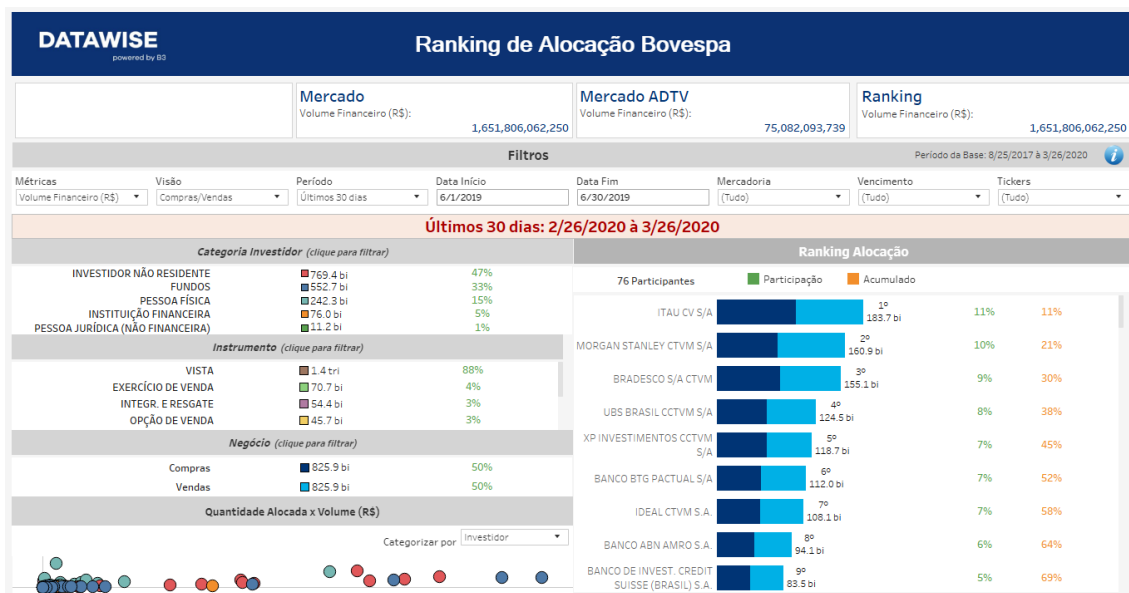 DATAWISE
powered by B3
Ranking de Alocação Bovespa
Mercado
Volume Financeiro (R$):
1,651,806,062,250
Mercado ADTV
Volume Financeiro (R$):
75,082,093,739
Ranking
Volume Financeiro (R$):
1,651,806,062,250
Filtros
Período da Base: 8/25/2017 à 3/26/2020
i
Métricas
Volume Financeiro (R$)
Visão
Compras/Vendas
Período
Últimos 30 dias
Data Início
6/1/2019
Data Fim
6/30/2019
Mercadoria
(Tudo)
Vencimento
(Tudo)
Tickers
(Tudo)
Últimos 30 dias: 2/26/2020 à 3/26/2020
Categoria Investidor (clique para filtrar)
INVESTIDOR NÃO RESIDENTE 769.4 bi 47%
FUNDOS 552.7 bi 33%
PESSOA FÍSICA 242.3 bi 15%
INSTITUIÇÃO FINANCEIRA 76.0 bi 5%
PESSOA JURÍDICA (NÃO FINANCEIRA) 11.2 bi 1%
Instrumento (clique para filtrar)
VISTA 1.4 tri 88%
EXERCÍCIO DE VENDA 70.7 bi 4%
INTEGR. E RESGATE 54.4 bi 3%
OPÇÃO DE VENDA 45.7 bi 3%
Negócio (clique para filtrar)
Compras 825.9 bi 50%
Vendas 825.9 bi 50%
Quantidade Alocada x Volume (R$)
Categorizar por Investidor
Ranking Alocação
76 Participantes Participação Acumulado
ITAU CV S/A 1º 183.7 bi 11% 11%
MORGAN STANLEY CTVM S/A 2º 160.9 bi 10% 21%
BRADESCO S/A CTVM 3º 155.1 bi 9% 30%
UBS BRASIL CCTVM S/A 4º 124.5 bi 8% 38%
XP INVESTIMENTOS CCTVM S/A 5º 118.7 bi 7% 45%
BANCO BTG PACTUAL S/A 6º 112.0 bi 7% 52%
IDEAL CTVM S.A. 7º 108.1 bi 7% 58%
BANCO ABN AMRO S.A. 8º 94.1 bi 6% 64%
BANCO DE INVEST. CREDIT SUISSE (BRASIL) S.A. 9º 83.5 bi 5% 69%